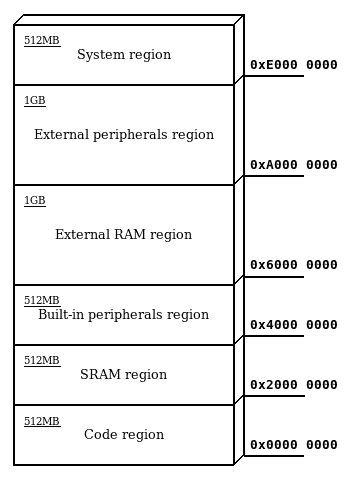 512MB
System region
0xE000 0000
1GB
External peripherals region
0xA000 0000
1GB
External RAM region
0x6000 0000
512MB
Built-in peripherals region
0x4000 0000
512MB
SRAM region
0x2000 0000
512MB
Code region
0x0000 0000